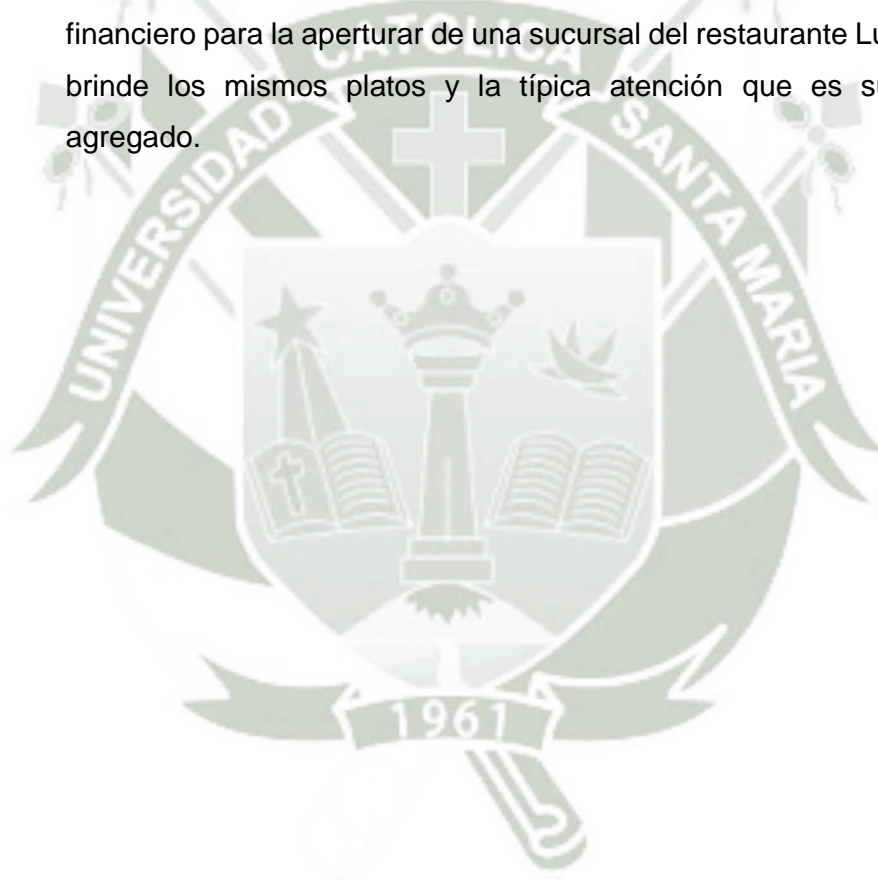 financiero para la aperturar de una sucursal del restaurante
brinde los mismos platos y la típica atención que es
agregado.
UNIVERSIDAD CATOLICA SANTA MARIA
1961